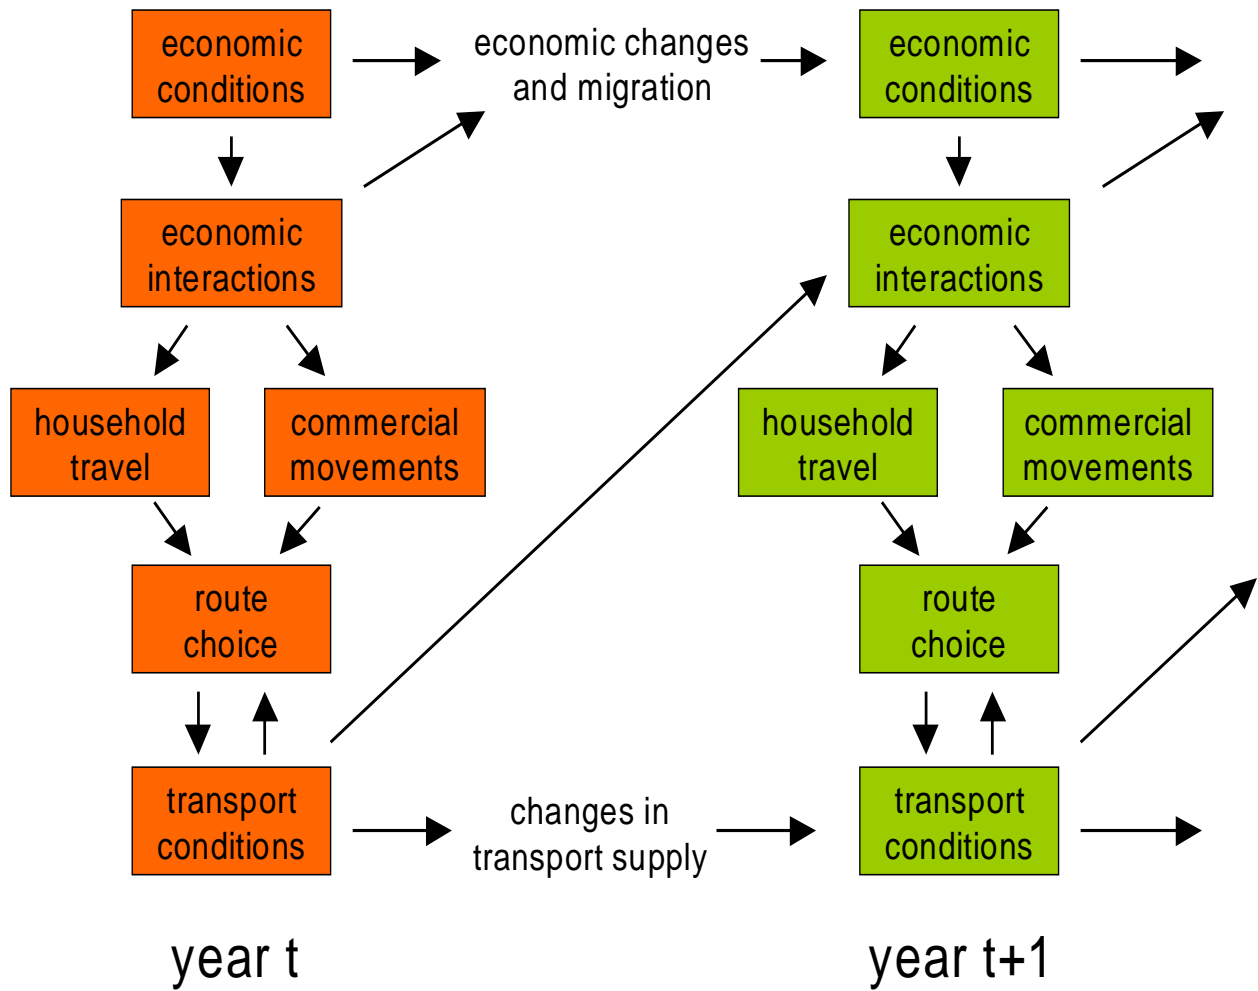 economic
conditions
economic changes
and migration
economic
conditions
economic
interactions
economic
interactions
household
travel
commercial
movements
household
travel
commercial
movements
route
choice
route
choice
transport
conditions
changes in
transport supply
transport
conditions
year t
year t+1